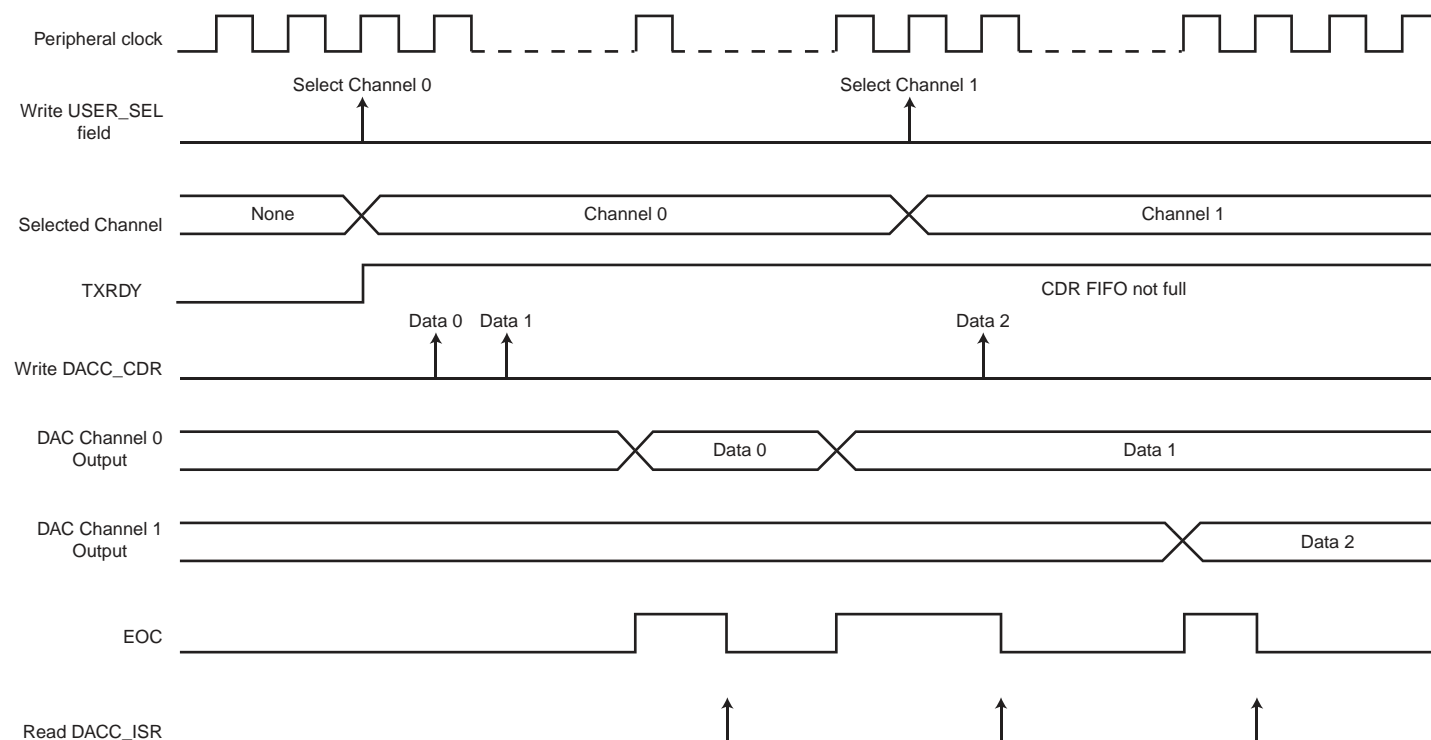 Peripheral clock
Select Channel 0
Select Channel 1
Write USER_SEL
field
Selected Channel
None
Channel 0
Channel 1
TXRDY
CDR FIFO not full
Data 0
Data 1
Data 2
Write DACC_CDR
DAC Channel 0
Output
Data 0
Data 1
DAC Channel 1
Output
Data 2
EOC
Read DACC_ISR